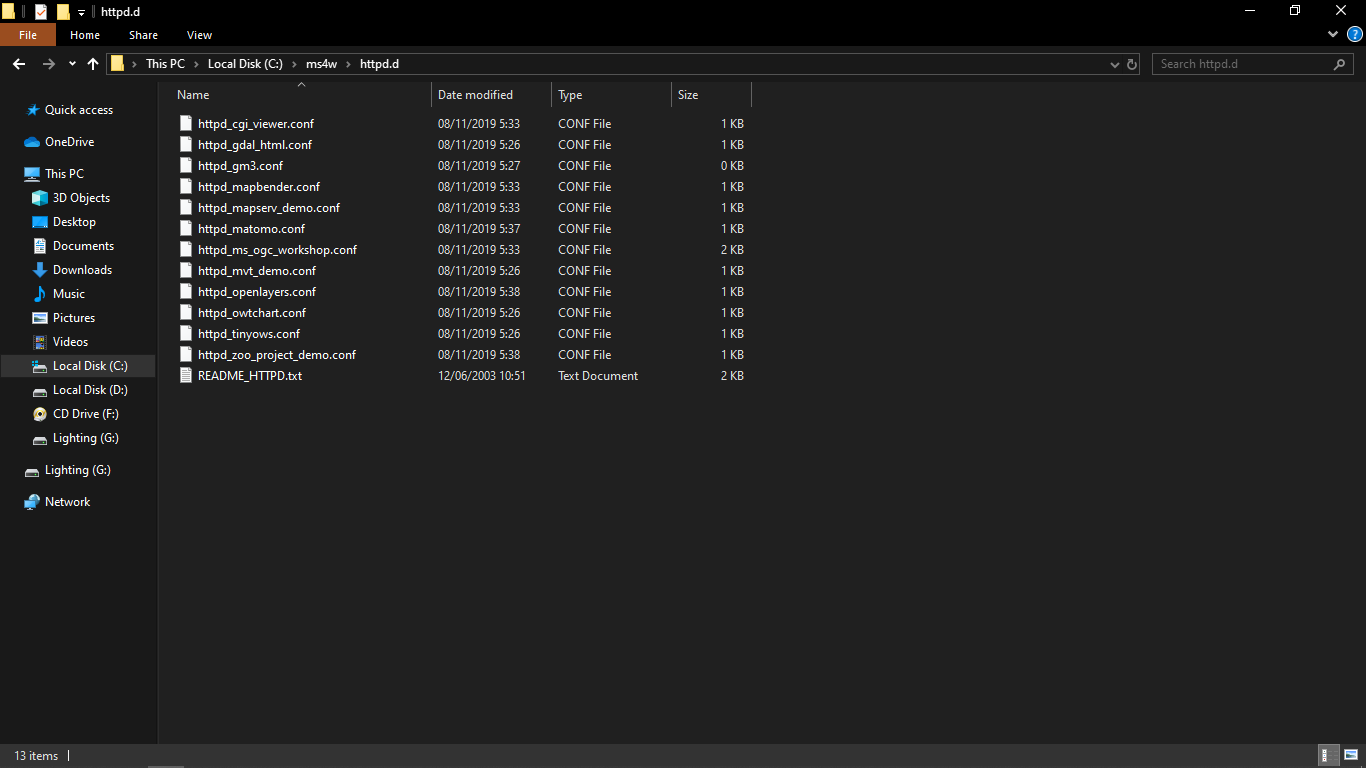 httpd.d
File Home Share View
This PC Local Disk (C:) ms4w httpd.d Search httpd.d
Name Date modified Type Size
Quick access
OneDrive
This PC
3D Objects
Desktop
Documents
Downloads
Music
Pictures
Videos
Local Disk (C:)
Local Disk (D:)
CD Drive (F:)
Lighting (G:)
Lighting (G:)
Network
httpd_cgi_viewer.conf 08/11/2019 5:33 CONF File 1 KB
httpd_gdal_html.conf 08/11/2019 5:26 CONF File 1 KB
httpd_gm3.conf 08/11/2019 5:27 CONF File 0 KB
httpd_mapbender.conf 08/11/2019 5:33 CONF File 1 KB
httpd_mapserv_demo.conf 08/11/2019 5:33 CONF File 1 KB
httpd_matomo.conf 08/11/2019 5:37 CONF File 1 KB
httpd_ms_ogc_workshop.conf 08/11/2019 5:33 CONF File 2 KB
httpd_mvt_demo.conf 08/11/2019 5:26 CONF File 1 KB
httpd_openlayers.conf 08/11/2019 5:38 CONF File 1 KB
httpd_owtchart.conf 08/11/2019 5:26 CONF File 1 KB
httpd_tinyows.conf 08/11/2019 5:26 CONF File 1 KB
httpd_zoo_project_demo.conf 08/11/2019 5:38 CONF File 1 KB
README_HTTPD.txt 12/06/2003 10:51 Text Document 2 KB
13 items